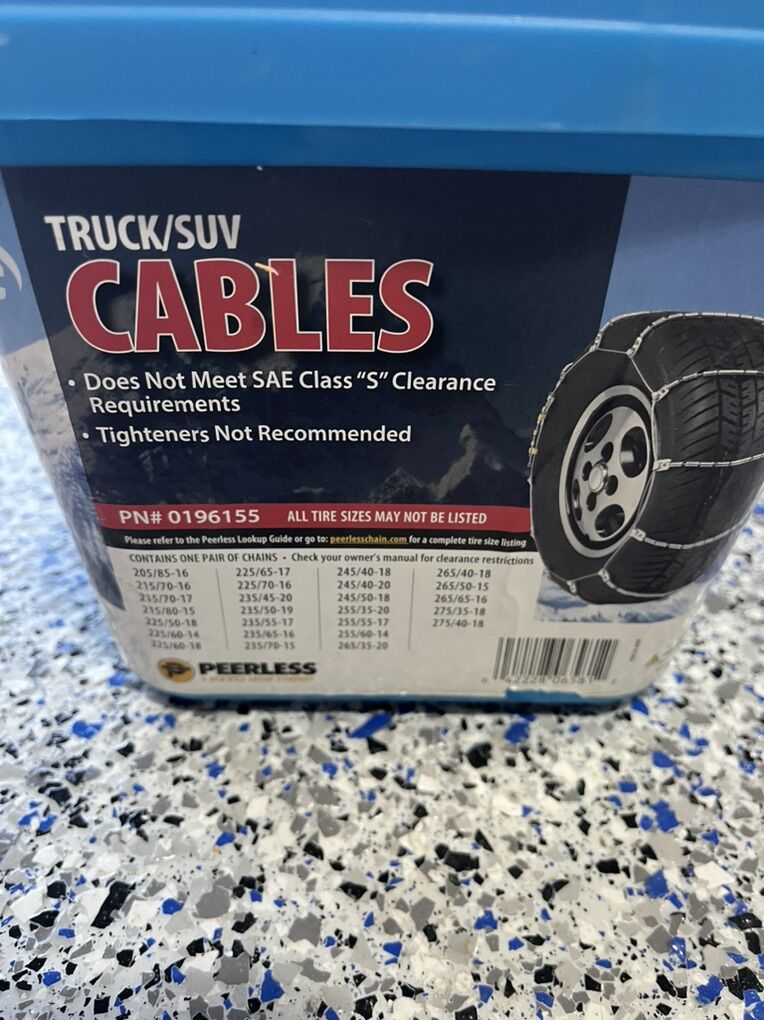 TRUCK/SUV
CABLES
• Does Not Meet SAE Class "S" Clearance
Requirements
• Tighteners Not Recommended
PN# 0196155 ALL TIRE SIZES MAY NOT BE LISTED
Please refer to the Peerless Lookup Guide or go to: peerlesschain.com for a complete tire size listing
CONTAINS ONE PAIR OF CHAINS • Check your owner's manual for clearance restrictions
205/85-16 225/65-17 245/40-18 265/40-18
215/70-16 225/70-16 245/40-20 265/50-15
215/70-17 235/45-20 245/50-18 265/65-16
215/80-15 235/50-19 255/35-20 275/35-18
225/50-18 235/55-17 255/55-17 275/40-18
225/60-14 235/65-16 255/60-14
225/60-18 235/70-15 265/35-20
PEERLESS